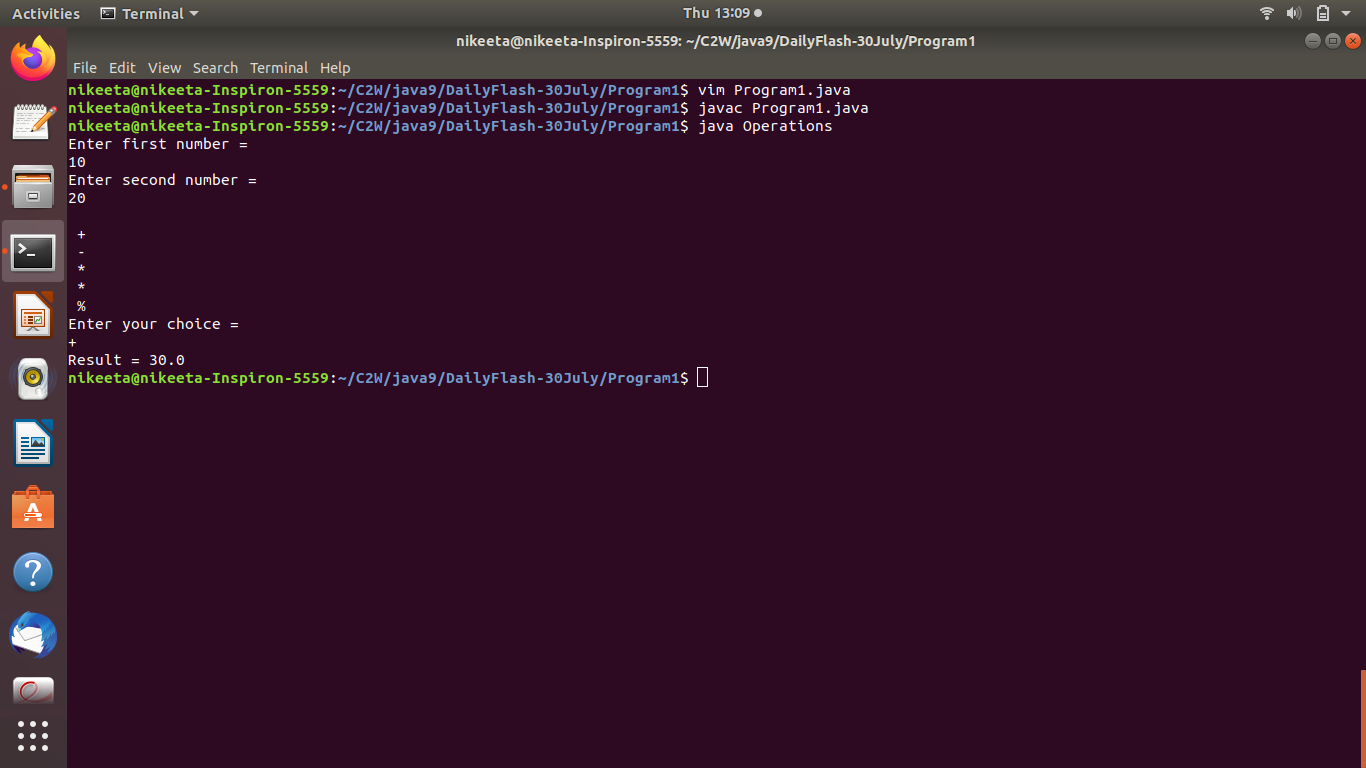 Activities Terminal Thu 13:09
nikeeta@nikeeta-Inspiron-5559: ~/C2W/java9/DailyFlash-30July/Program1
File Edit View Search Terminal Help
nikeeta@nikeeta-Inspiron-5559:~/C2W/java9/DailyFlash-30July/Program1$ vim Program1.java
nikeeta@nikeeta-Inspiron-5559:~/C2W/java9/DailyFlash-30July/Program1$ javac Program1.java
nikeeta@nikeeta-Inspiron-5559:~/C2W/java9/DailyFlash-30July/Program1$ java Operations
Enter first number =
10
Enter second number =
20
+
-
*
*
%
Enter your choice =
+
Result = 30.0
nikeeta@nikeeta-Inspiron-5559:~/C2W/java9/DailyFlash-30July/Program1$